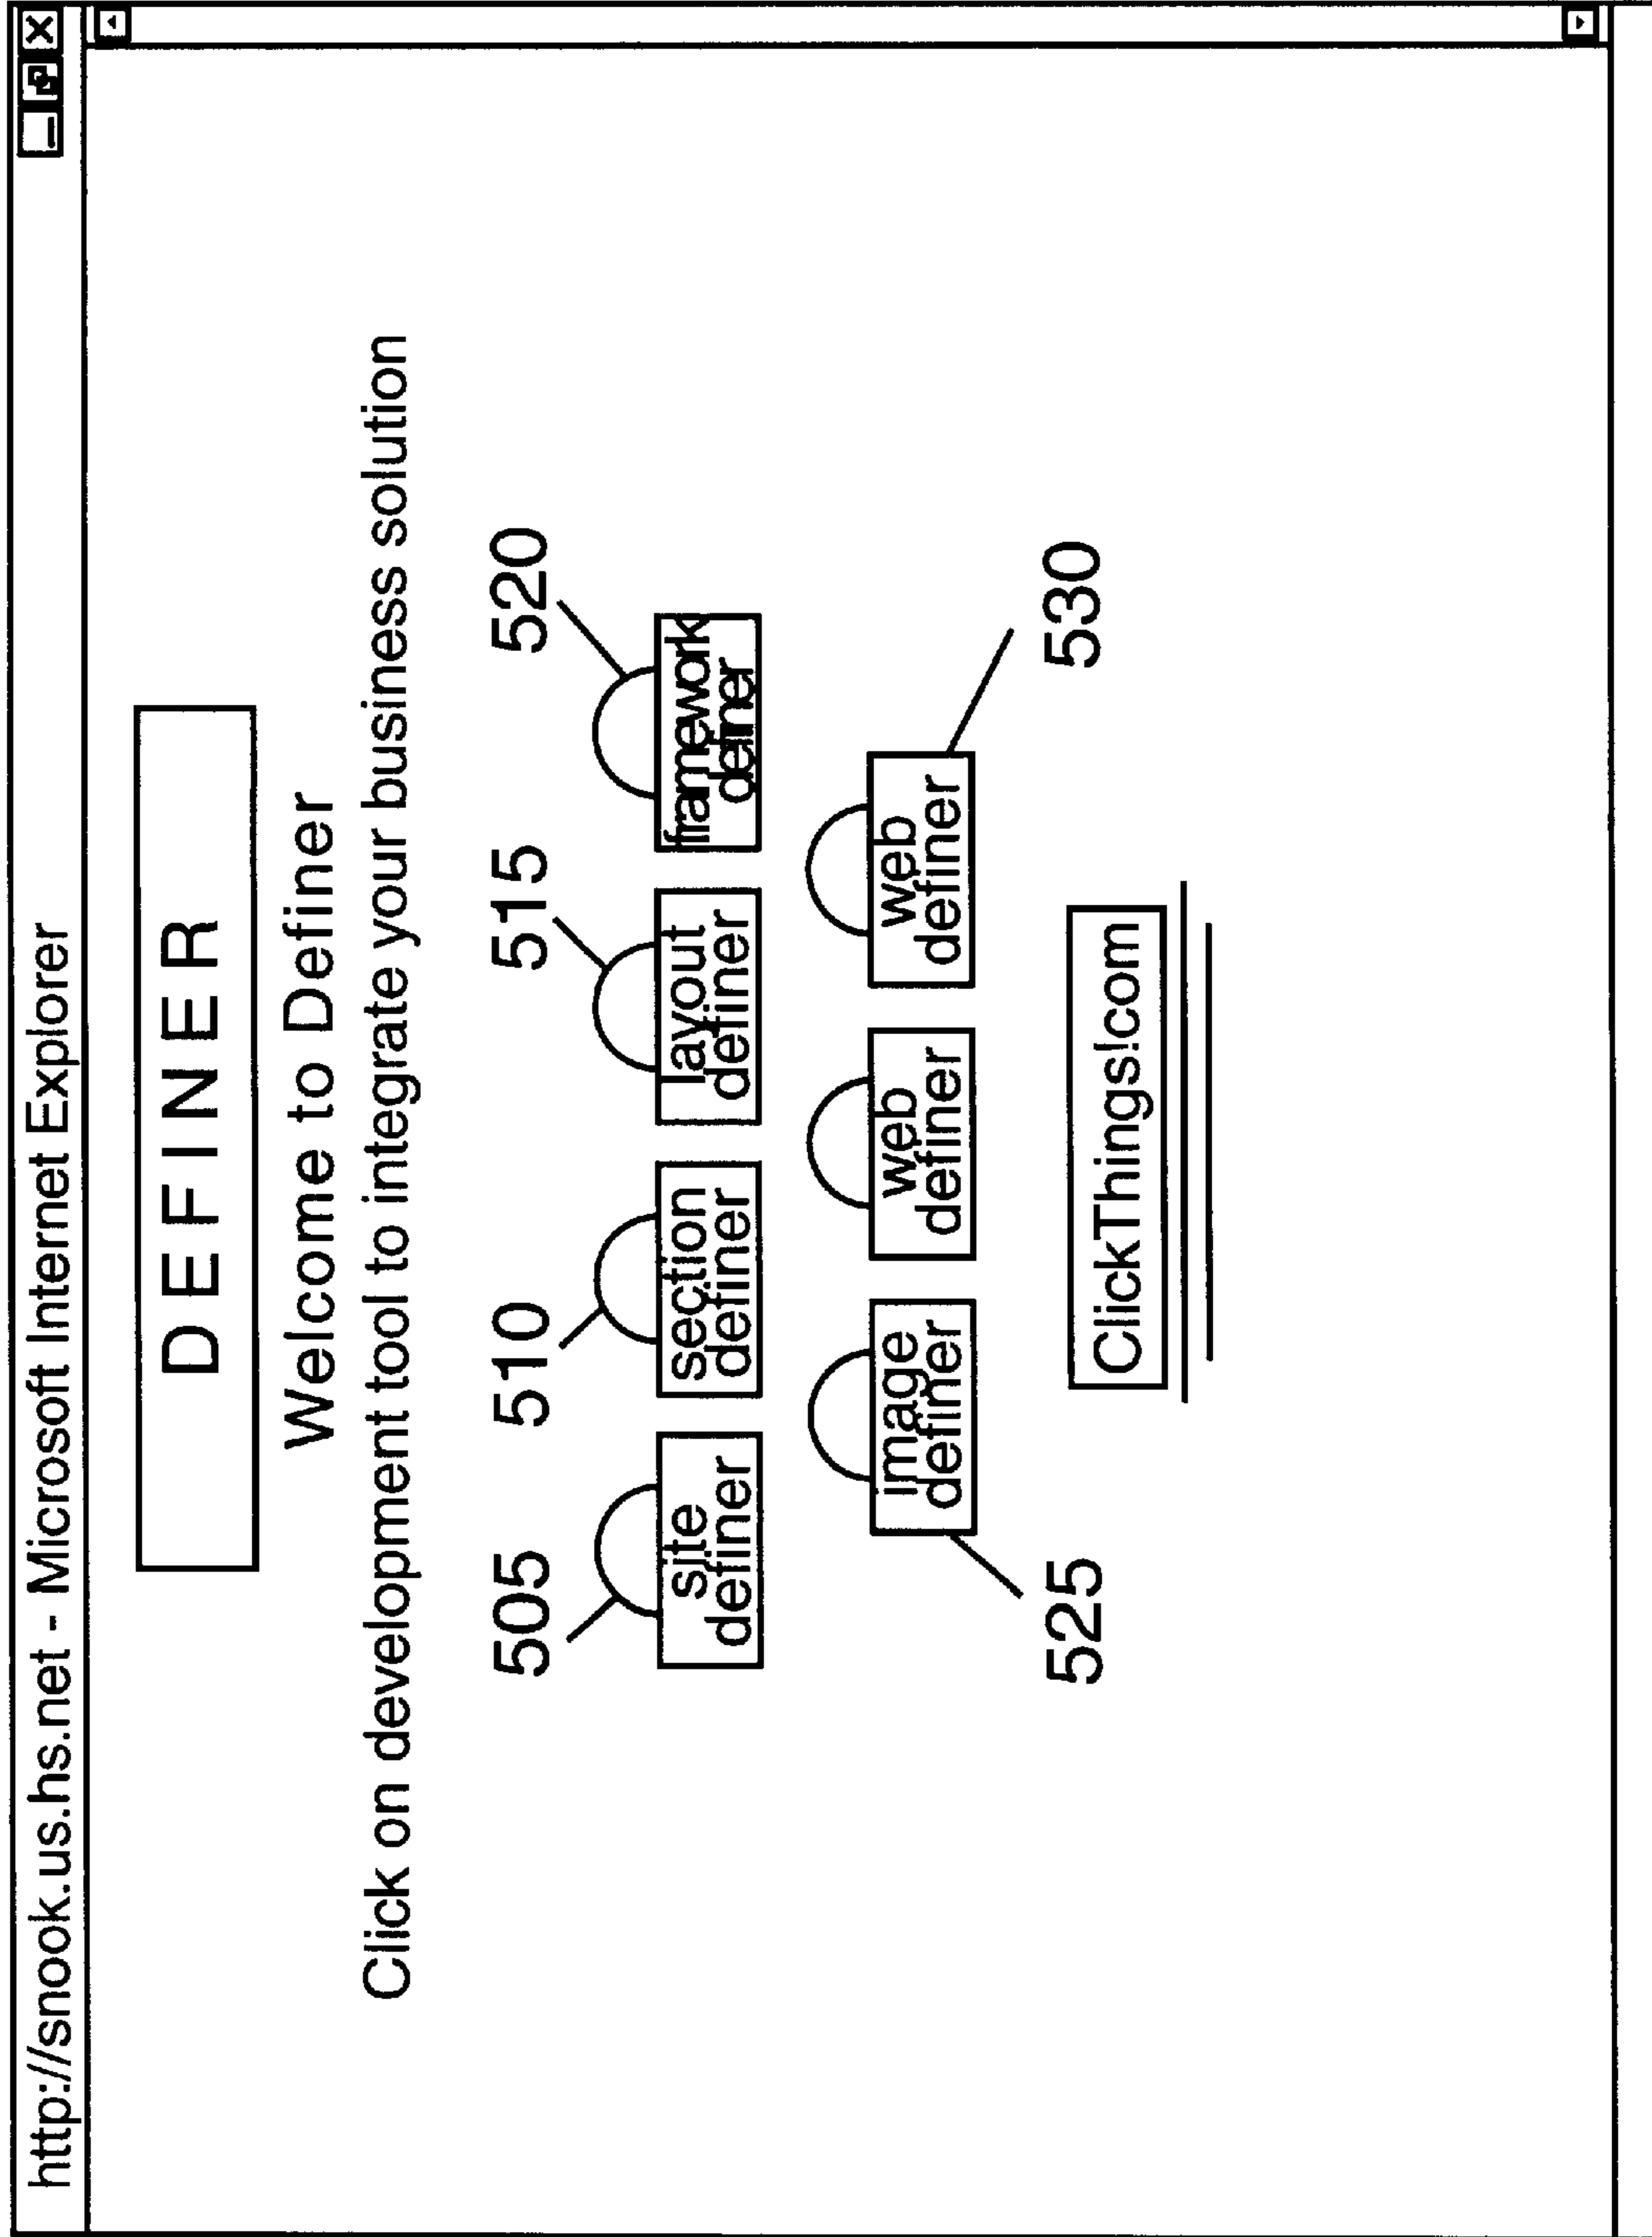 http://snook.us.hs.net - Microsoft Internet Explorer
DEFINER
Welcome to Definer
Click on development tool to integrate your business solution
505
510
515
520
site
definer
section
definer
layout
definer
framework
definer
image
definer
web
definer
web
definer
525
530
ClickThings!com